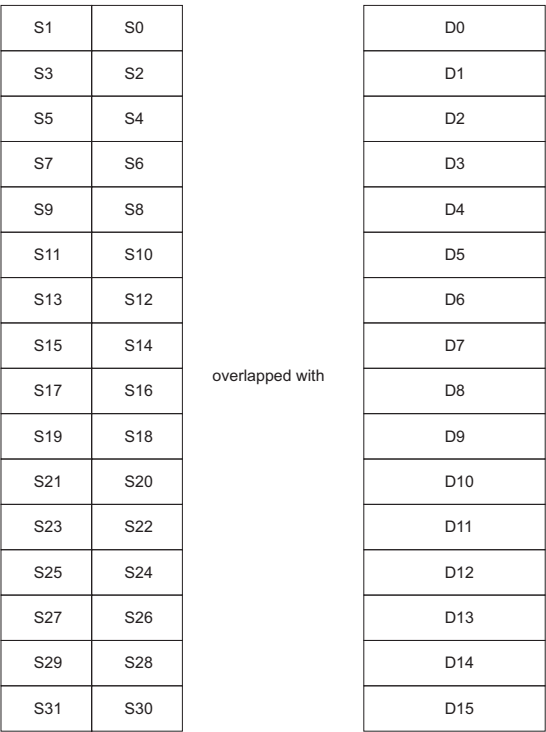 S1 S0 D0
S3 S2 D1
S5 S4 D2
S7 S6 D3
S9 S8 D4
S11 S10 D5
S13 S12 D6
S15 S14 D7
overlapped with
S17 S16 D8
S19 S18 D9
S21 S20 D10
S23 S22 D11
S25 S24 D12
S27 S26 D13
S29 S28 D14
S31 S30 D15